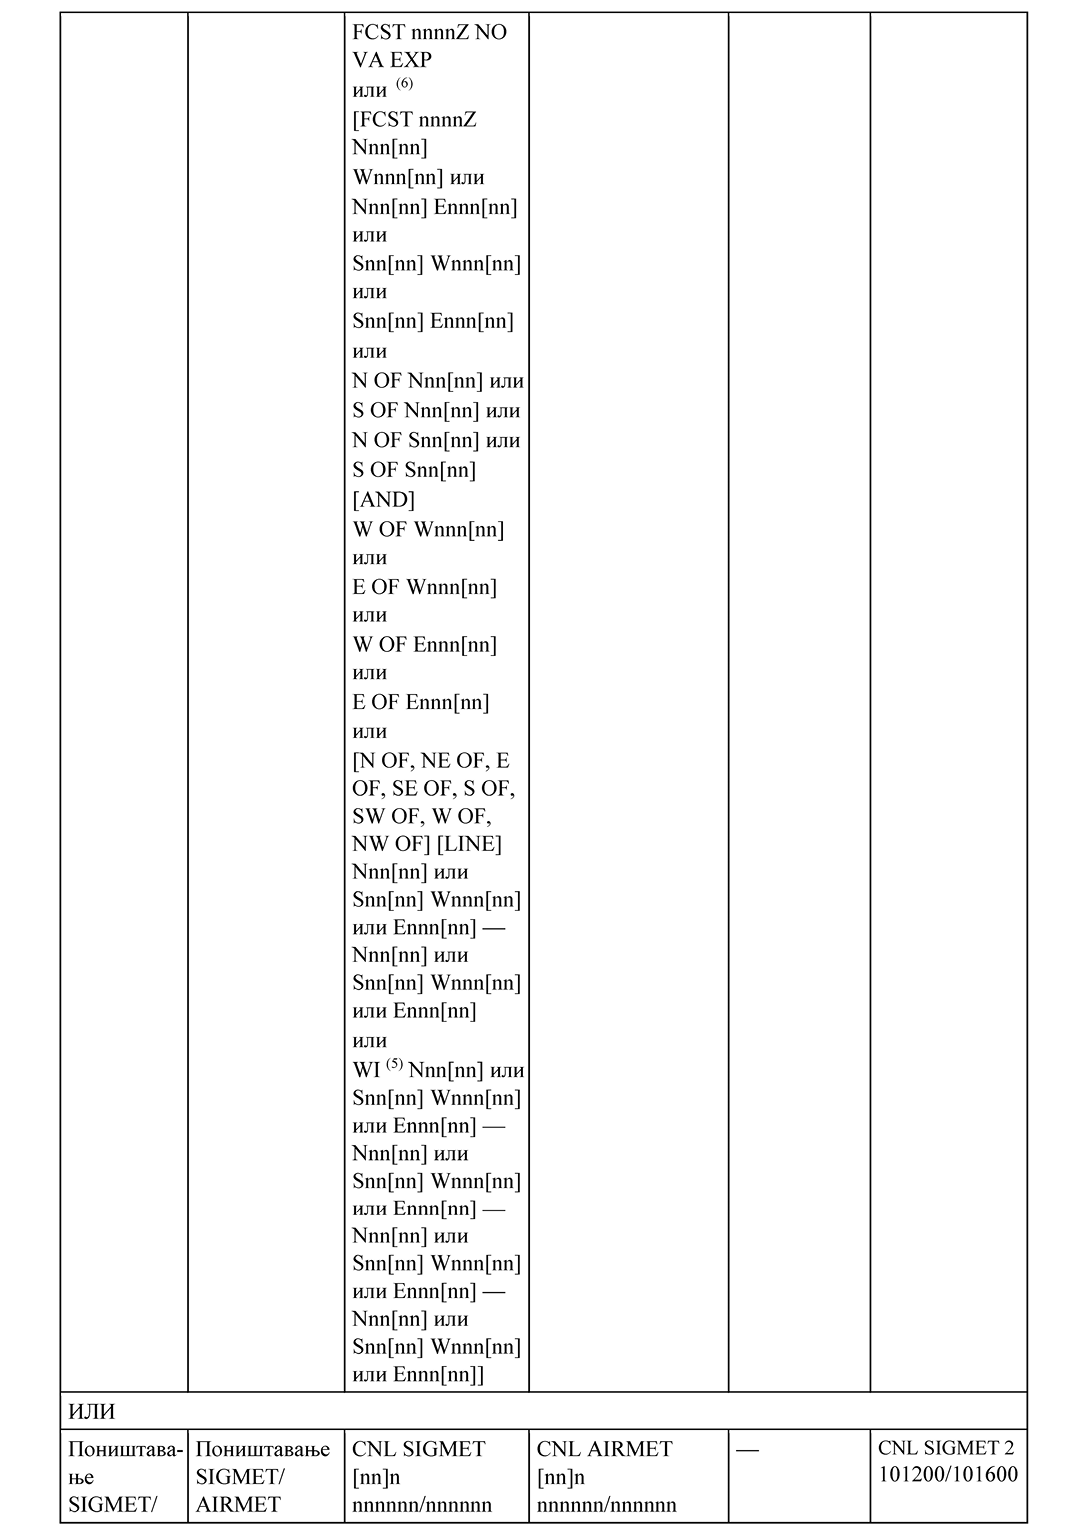 FCST nnnnZ NO
VA EXP
или (6)
[FCST nnnnZ
Nnn[nn]
Wnnn[nn] или
Nnn[nn] Ennn[nn]
или
Snn[nn] Wnnn[nn]
или
Snn[nn] Ennn[nn]
или
N OF Nnn[nn] или
S OF Nnn[nn] или
N OF Snn[nn] или
S OF Snn[nn]
[AND]
W OF Wnnn[nn]
или
E OF Wnnn[nn]
или
W OF Ennn[nn]
или
E OF Ennn[nn]
или
[N OF, NE OF, E
OF, SE OF, S OF,
SW OF, W OF,
NW OF] [LINE]
Nnn[nn] или
Snn[nn] Wnnn[nn]
или Ennn[nn] —
Nnn[nn] или
Snn[nn] Wnnn[nn]
или Ennn[nn]
или
WI (5) Nnn[nn] или
Snn[nn] Wnnn[nn]
или Ennn[nn] —
Nnn[nn] или
Snn[nn] Wnnn[nn]
или Ennn[nn] —
Nnn[nn] или
Snn[nn] Wnnn[nn]
или Ennn[nn] —
Nnn[nn] или
Snn[nn] Wnnn[nn]
или Ennn[nn]]
ИЛИ
Поништава-
ње
SIGMET/
Поништавање
SIGMET/
AIRMET
CNL SIGMET
[nn]n
nnnnnn/nnnnnn
CNL AIRMET
[nn]n
nnnnnn/nnnnnn
—
CNL SIGMET 2
101200/101600